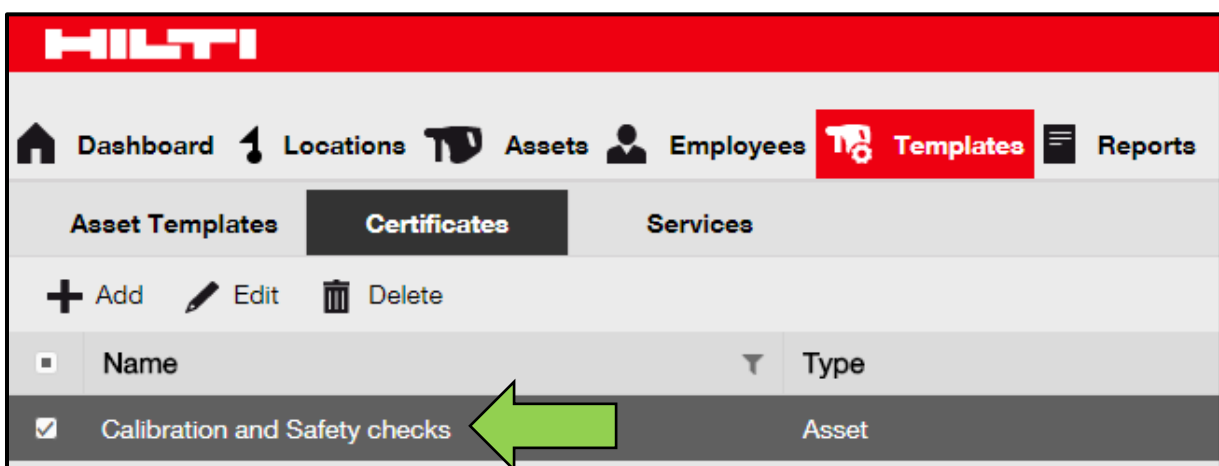 HILTI
Dashboard Locations Assets Employees Templates Reports
Asset Templates Certificates Services
Add Edit Delete
Name Type
Calibration and Safety checks Asset